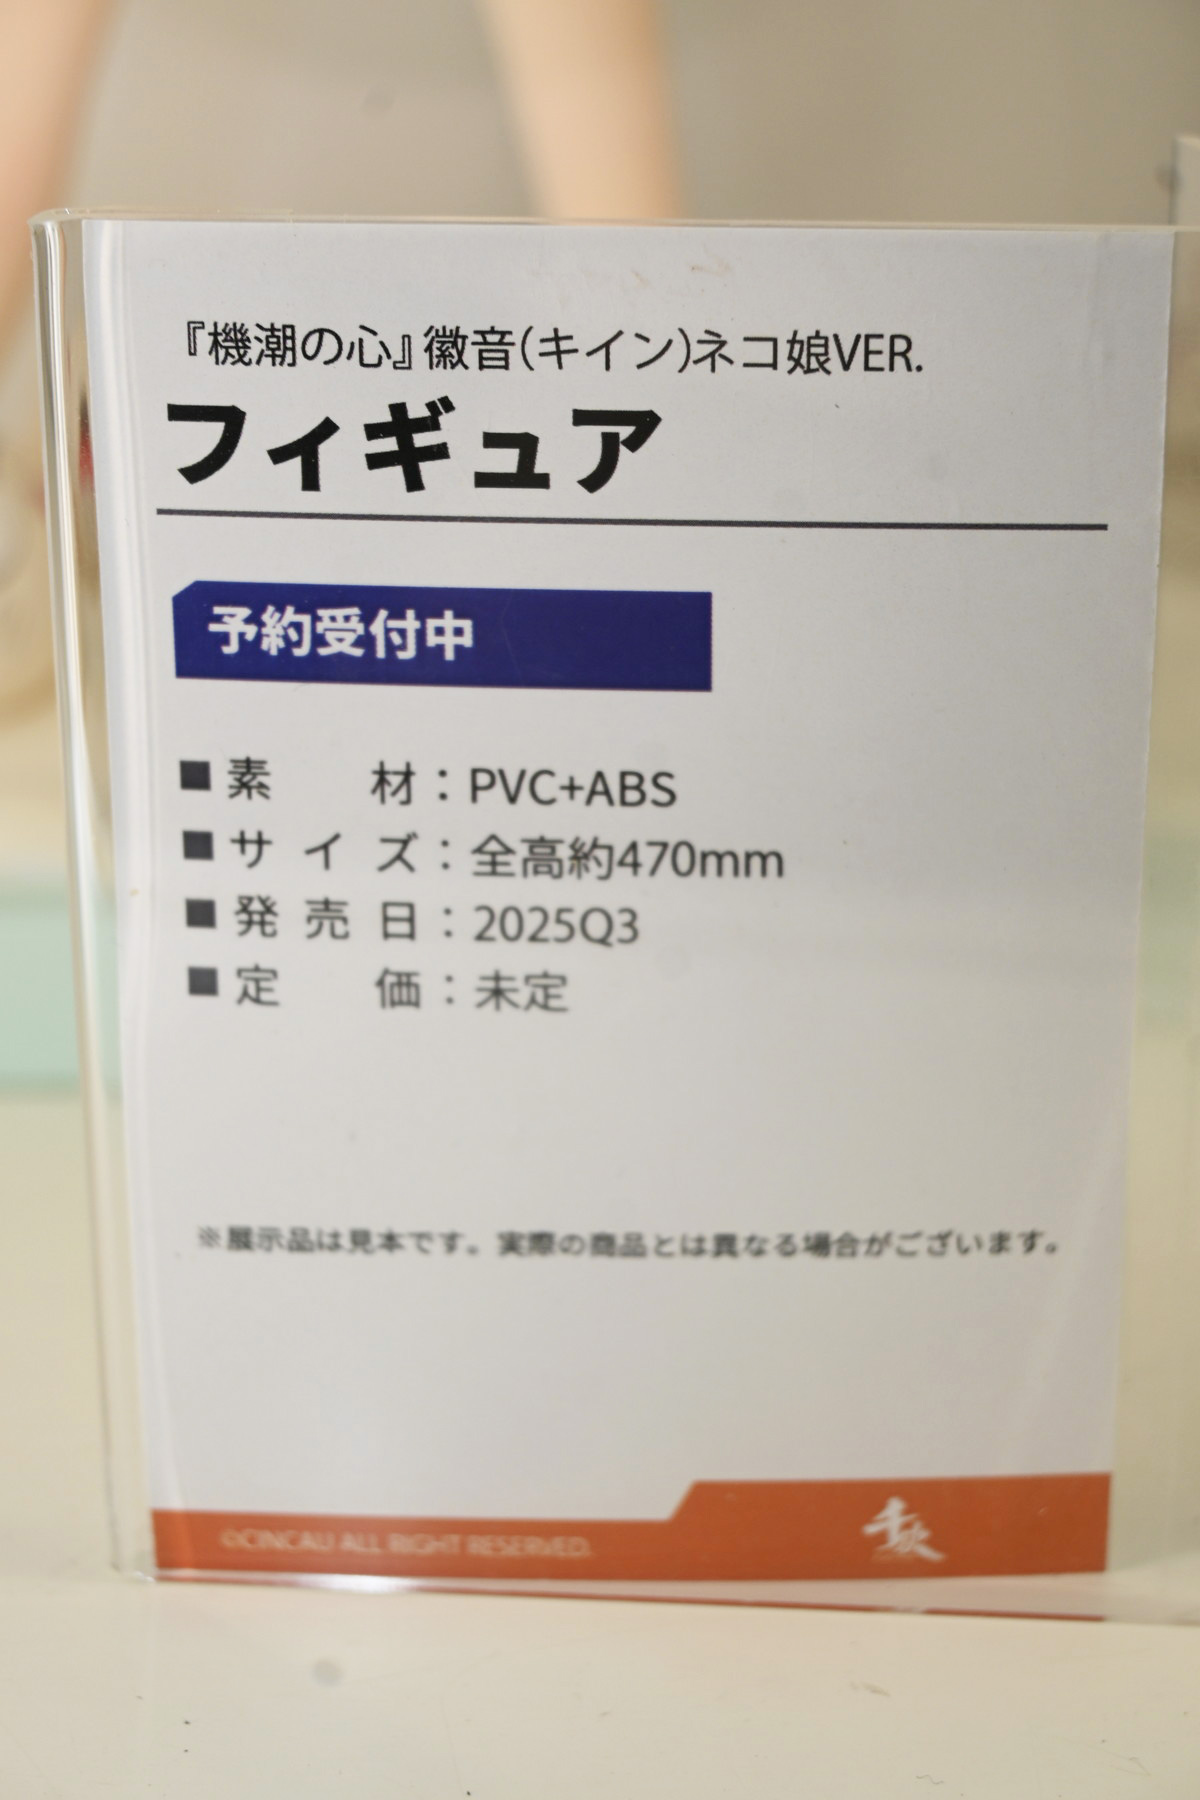 『機潮の心』徽音(キイン)ネコ娘VER.
フィギュア
予約受付中
■素材：PVC+ABS
■サイズ：全高約470mm
■発売日：2025Q3
■定価：未定
※展示品は見本です。実際の商品とは異なる場合がございます。
©CINCAU ALL RIGHT RESERVED.
千秋